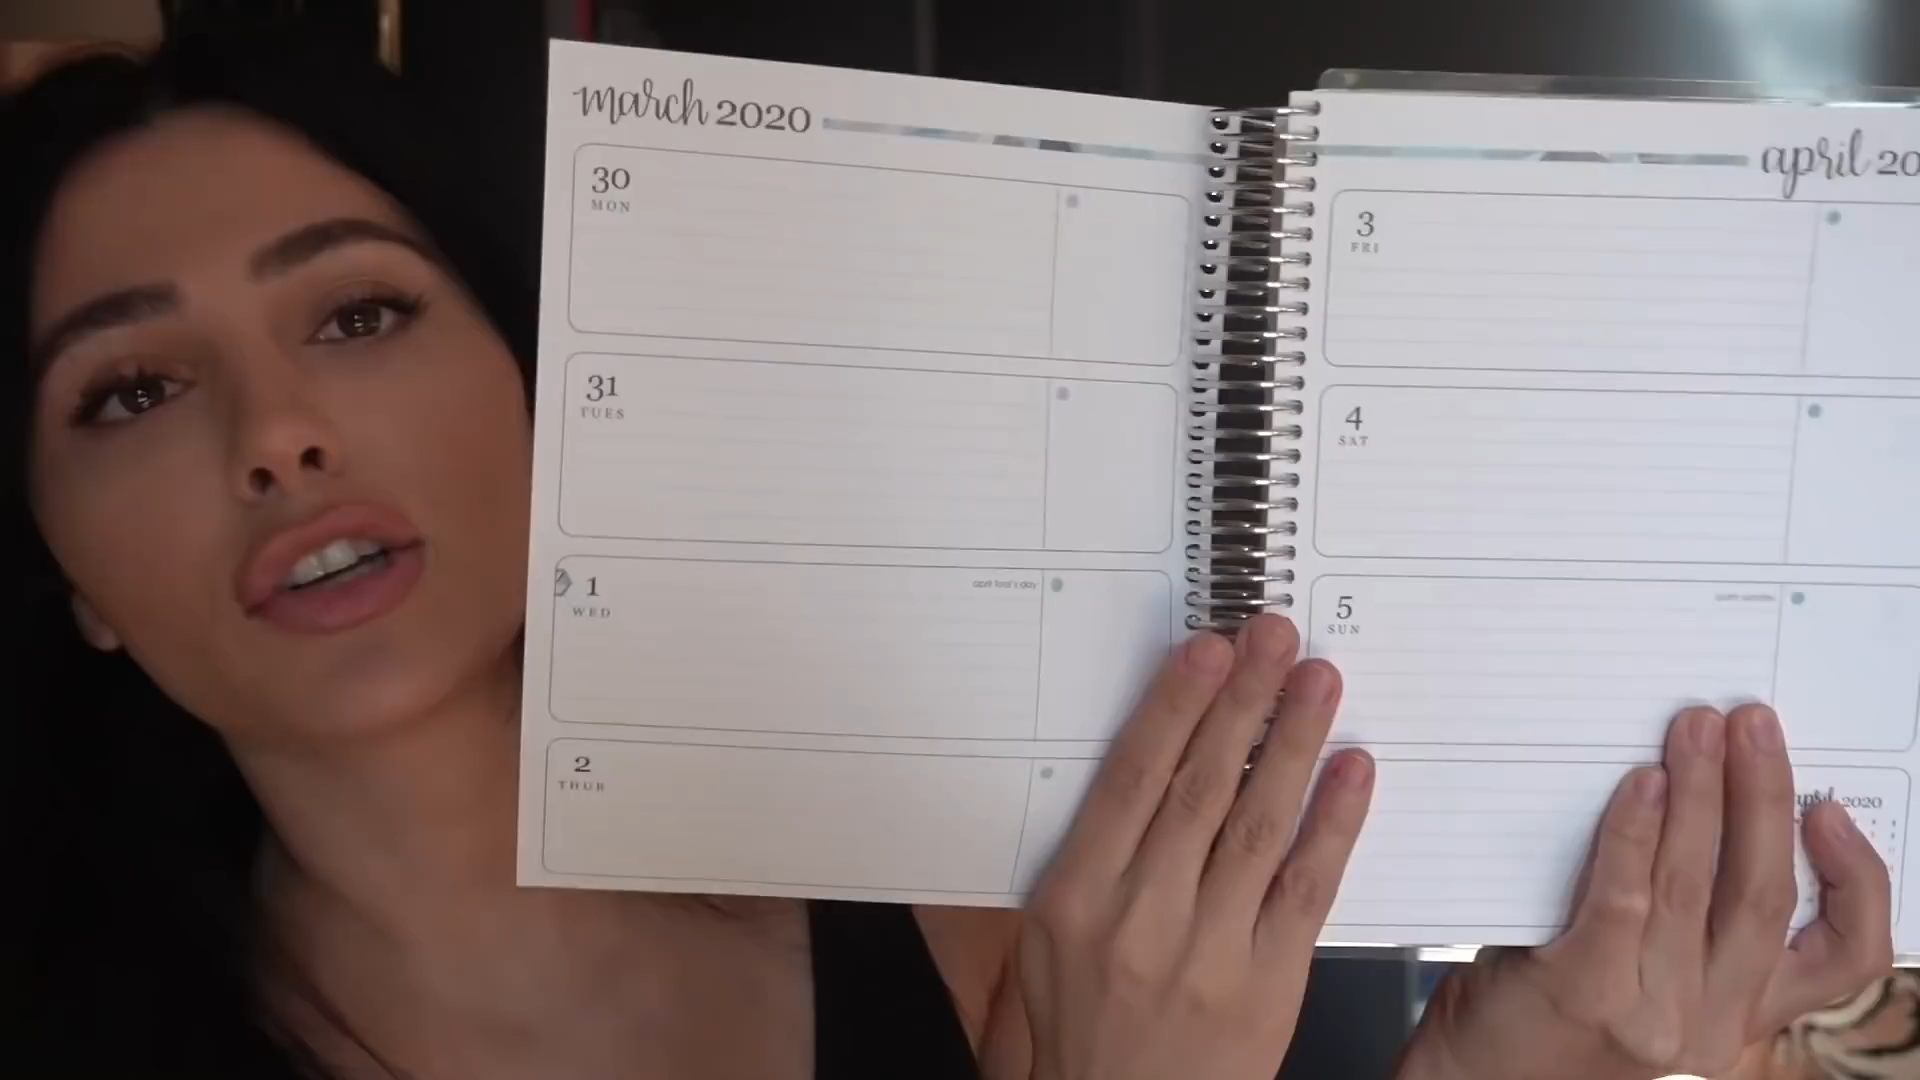 march 2020
30
MON
31
TUES
1
WED
april fool's day
2
THUR
april 20
3
FRI
4
SAT
5
SUN
april 2020